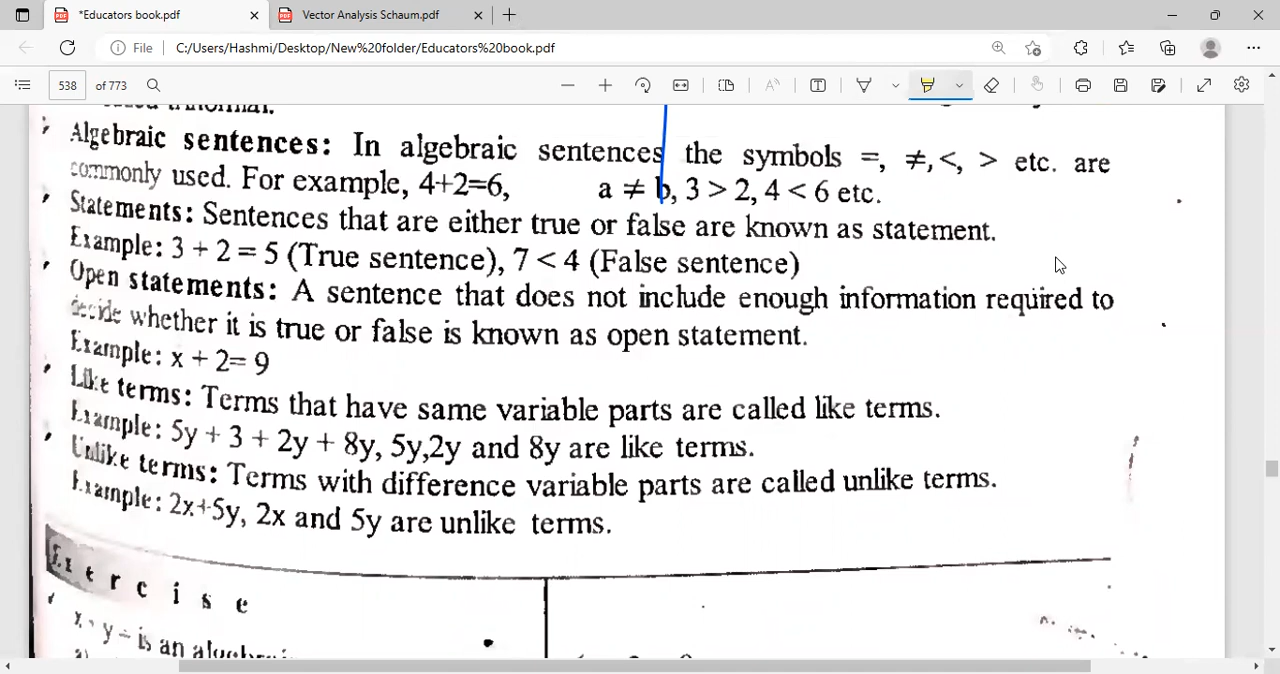 *Educators book.pdf
Vector Analysis Schaum.pdf
File C:/Users/Hashmi/Desktop/New%20folder/Educators%20book.pdf
538 of 773
Algebraic sentences: In algebraic sentences the symbols =, ≠, <, > etc. are
commonly used. For example, 4+2=6, a ≠ b, 3 > 2, 4 < 6 etc.
Statements: Sentences that are either true or false are known as statement.
Example: 3 + 2 = 5 (True sentence), 7 < 4 (False sentence)
Open statements: A sentence that does not include enough information required to
decide whether it is true or false is known as open statement.
Example: x + 2= 9
Like terms: Terms that have same variable parts are called like terms.
Example: 5y + 3 + 2y + 8y, 5y,2y and 8y are like terms.
Unlike terms: Terms with difference variable parts are called unlike terms.
Example: 2x+5y, 2x and 5y are unlike terms.
Exercise
is an